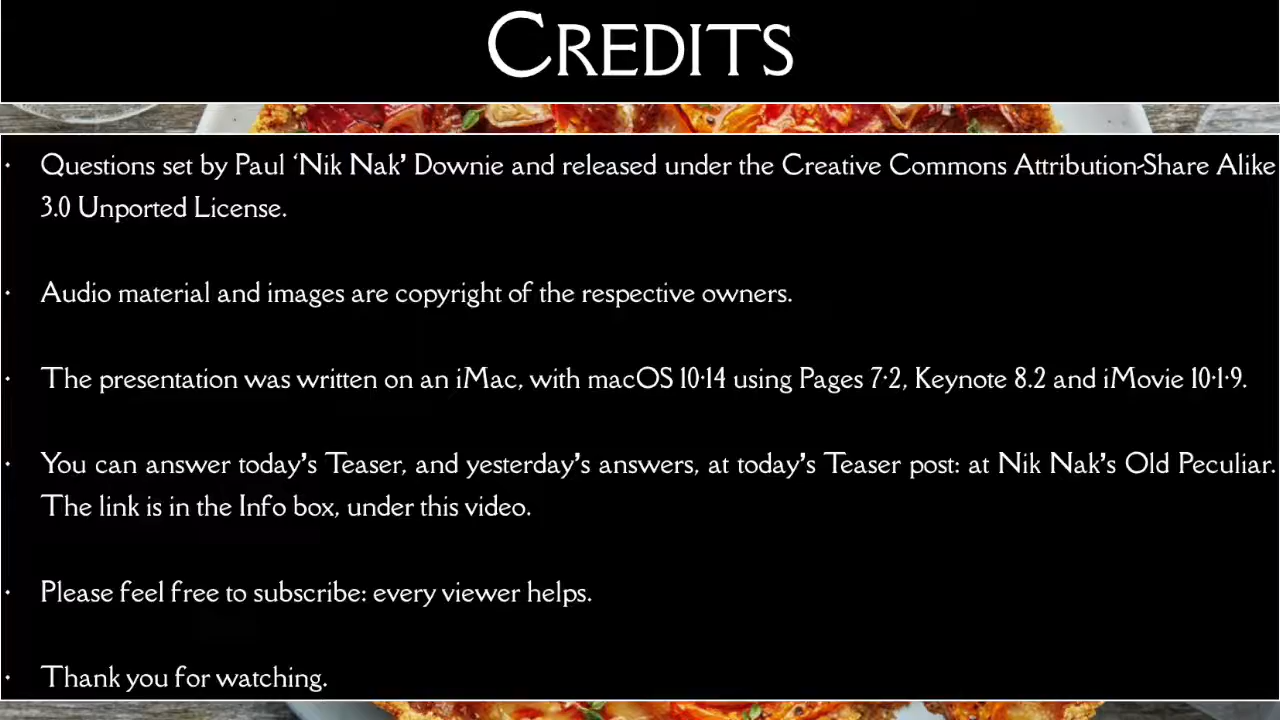 CREDITS
• Questions set by Paul ‘Nik Nak’ Downie and released under the Creative Commons Attribution-Share Alike
3.0 Unported License.
• Audio material and images are copyright of the respective owners.
• The presentation was written on an iMac, with macOS 10·14 using Pages 7·2, Keynote 8.2 and iMovie 10·1·9.
• You can answer today’s Teaser, and yesterday’s answers, at today’s Teaser post: at Nik Nak’s Old Peculiar.
The link is in the Info box, under this video.
• Please feel free to subscribe: every viewer helps.
• Thank you for watching.